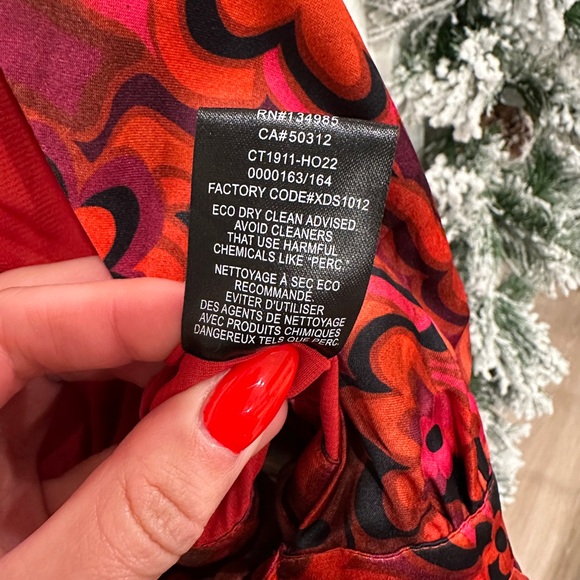 RN#134985
CA#50312
CT1911-HO22
0000163/164
FACTORY CODE#XDS1012
ECO DRY CLEAN ADVISED.
AVOID CLEANERS
THAT USE HARMFUL
CHEMICALS LIKE "PERC."
NETTOYAGE À SEC ECO
RECOMMANDÉ.
EVITER D'UTILISER
DES AGENTS DE NETTOYAGE
AVEC PRODUITS CHIMIQUES
DANGEREUX TELS QUE PERC.